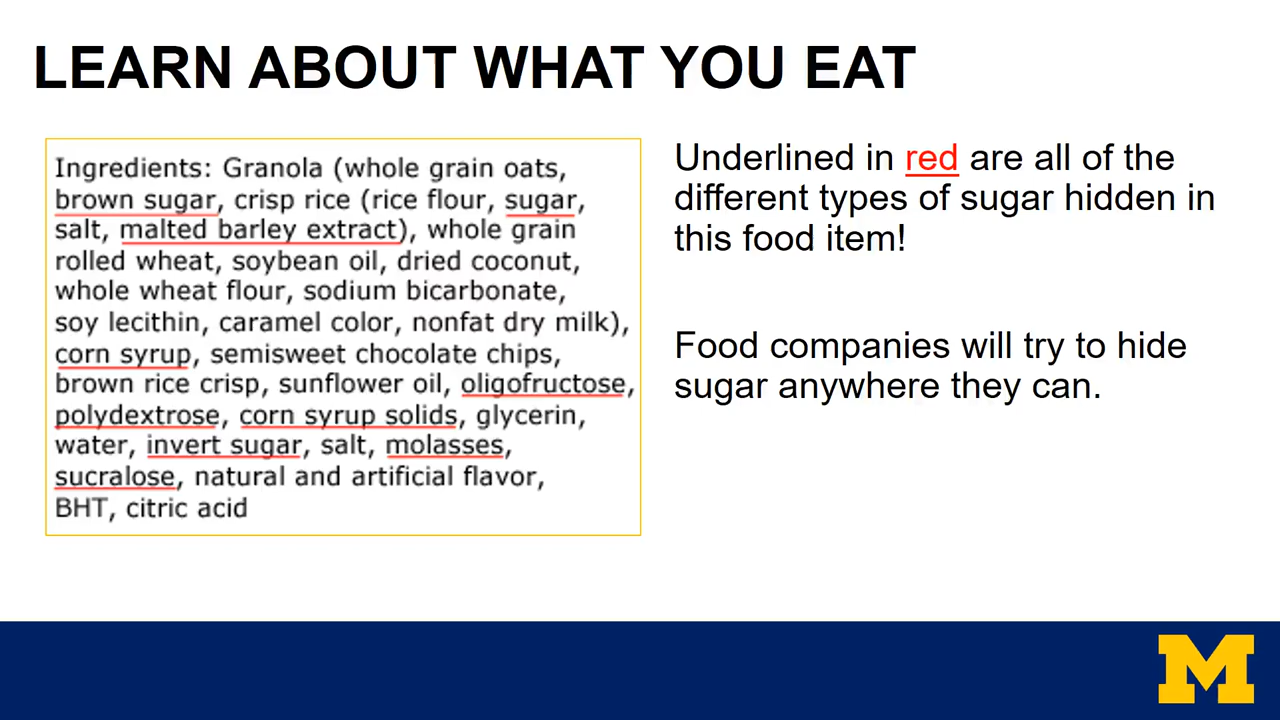 LEARN ABOUT WHAT YOU EAT
Ingredients: Granola (whole grain oats,
brown sugar, crisp rice (rice flour, sugar,
salt, malted barley extract), whole grain
rolled wheat, soybean oil, dried coconut,
whole wheat flour, sodium bicarbonate,
soy lecithin, caramel color, nonfat dry milk),
corn syrup, semisweet chocolate chips,
brown rice crisp, sunflower oil, oligofructose,
polydextrose, corn syrup solids, glycerin,
water, invert sugar, salt, molasses,
sucralose, natural and artificial flavor,
BHT, citric acid
Underlined in red are all of the
different types of sugar hidden in
this food item!
Food companies will try to hide
sugar anywhere they can.
M